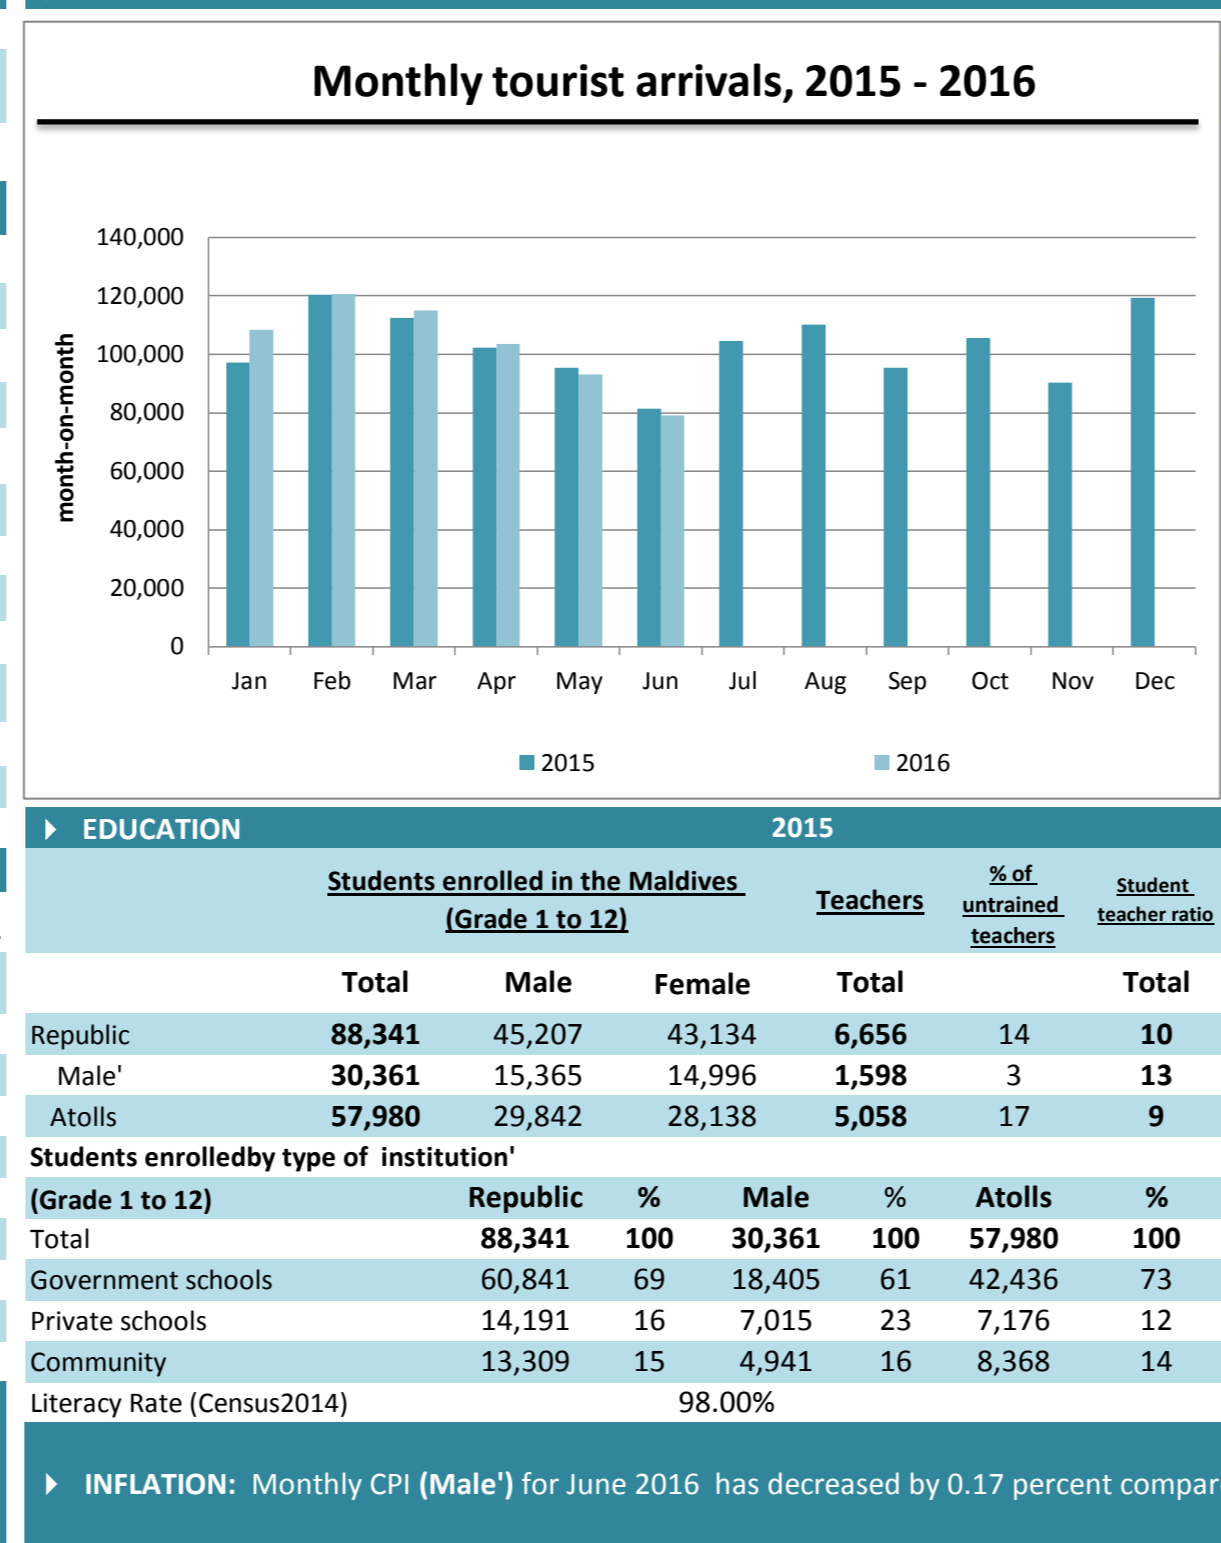 Monthly tourist arrivals, 2015 - 2016
month-on-month
140,000
120,000
100,000
80,000
60,000
40,000
20,000
0
Jan Feb Mar Apr May Jun Jul Aug Sep Oct Nov Dec
2015 2016
EDUCATION 2015
Students enrolled in the Maldives (Grade 1 to 12) Teachers % of untrained teachers Student teacher ratio
Total Male Female Total Total
Republic 88,341 45,207 43,134 6,656 14 10
Male' 30,361 15,365 14,996 1,598 3 13
Atolls 57,980 29,842 28,138 5,058 17 9
Students enrolledby type of institution'
(Grade 1 to 12) Republic % Male % Atolls %
Total 88,341 100 30,361 100 57,980 100
Government schools 60,841 69 18,405 61 42,436 73
Private schools 14,191 16 7,015 23 7,176 12
Community 13,309 15 4,941 16 8,368 14
Literacy Rate (Census2014) 98.00%
INFLATION: Monthly CPI (Male') for June 2016 has decreased by 0.17 percent